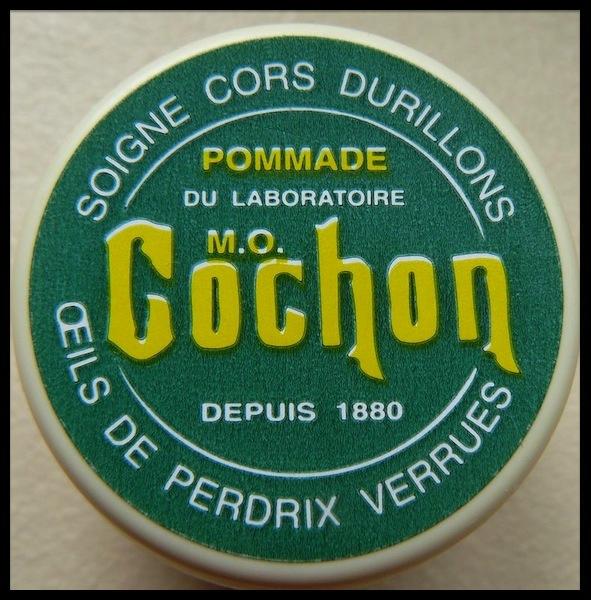 SOIGNE CORS DURILLONS
POMMADE
DU LABORATOIRE
M.O.
Cochon
DEPUIS 1880
ŒILS DE PERDRIX VERRUES